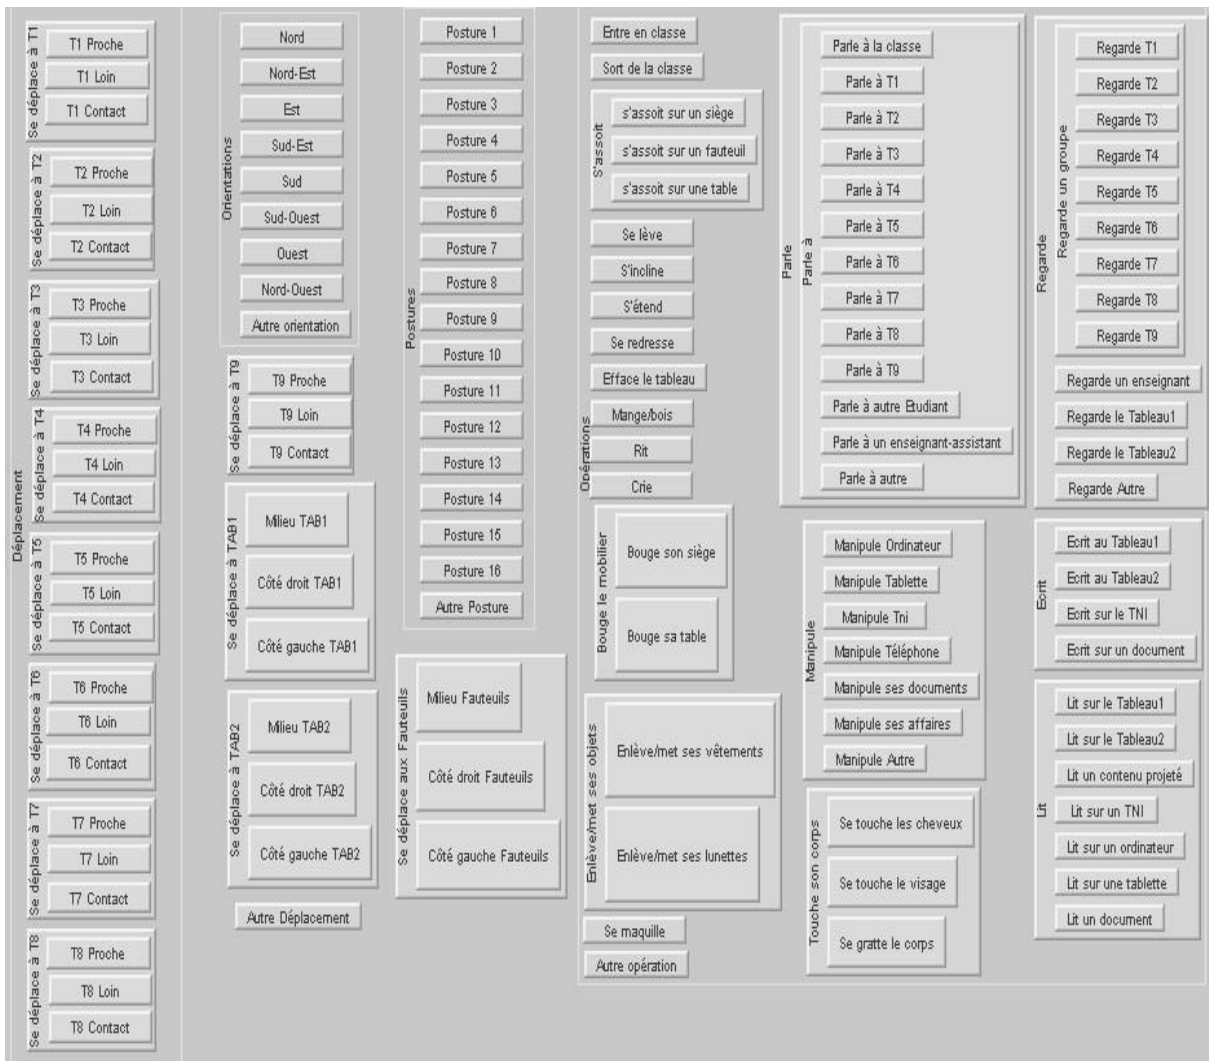 Déplacement
Se déplace à T1
T1 Proche
T1 Loin
T1 Contact
Se déplace à T2
T2 Proche
T2 Loin
T2 Contact
Se déplace à T3
T3 Proche
T3 Loin
T3 Contact
Se déplace à T4
T4 Proche
T4 Loin
T4 Contact
Se déplace à T5
T5 Proche
T5 Loin
T5 Contact
Se déplace à T6
T6 Proche
T6 Loin
T6 Contact
Se déplace à T7
T7 Proche
T7 Loin
T7 Contact
Se déplace à T8
T8 Proche
T8 Loin
T8 Contact
Orientations
Nord
Nord-Est
Est
Sud-Est
Sud
Sud-Ouest
Ouest
Nord-Ouest
Autre orientation
Se déplace à T9
T9 Proche
T9 Loin
T9 Contact
Se déplace à TAB1
Milieu TAB1
Côté droit TAB1
Côté gauche TAB1
Se déplace à TAB2
Milieu TAB2
Côté droit TAB2
Côté gauche TAB2
Autre Déplacement
Postures
Posture 1
Posture 2
Posture 3
Posture 4
Posture 5
Posture 6
Posture 7
Posture 8
Posture 9
Posture 10
Posture 11
Posture 12
Posture 13
Posture 14
Posture 15
Posture 16
Autre Posture
Se déplace aux Fauteuils
Milieu Fauteuils
Côté droit Fauteuils
Côté gauche Fauteuils
Opérations
Entre en classe
Sort de la classe
S'assoit
s'assoit sur un siège
s'assoit sur un fauteuil
s'assoit sur une table
Se lève
S'incline
S'étend
Se redresse
Efface le tableau
Mange/bois
Rit
Crie
Bouge le mobilier
Bouge son siège
Bouge sa table
Enlève/met ses objets
Enlève/met ses vêtements
Enlève/met ses lunettes
Se maquille
Autre opération
Parle
Parle à
Parle à la classe
Parle à T1
Parle à T2
Parle à T3
Parle à T4
Parle à T5
Parle à T6
Parle à T7
Parle à T8
Parle à T9
Parle à autre Etudiant
Parle à un enseignant-assistant
Parle à autre
Manipule
Manipule Ordinateur
Manipule Tablette
Manipule Tni
Manipule Téléphone
Manipule ses documents
Manipule ses affaires
Manipule Autre
Touche son corps
Se touche les cheveux
Se touche le visage
Se gratte le corps
Regarde
Regarde un groupe
Regarde T1
Regarde T2
Regarde T3
Regarde T4
Regarde T5
Regarde T6
Regarde T7
Regarde T8
Regarde T9
Regarde un enseignant
Regarde le Tableau1
Regarde le Tableau2
Regarde Autre
Ecrit
Ecrit au Tableau1
Ecrit au Tableau2
Ecrit sur le TNI
Ecrit sur un document
Lit
Lit sur le Tableau1
Lit sur le Tableau2
Lit un contenu projeté
Lit sur un TNI
Lit sur un ordinateur
Lit sur une tablette
Lit un document